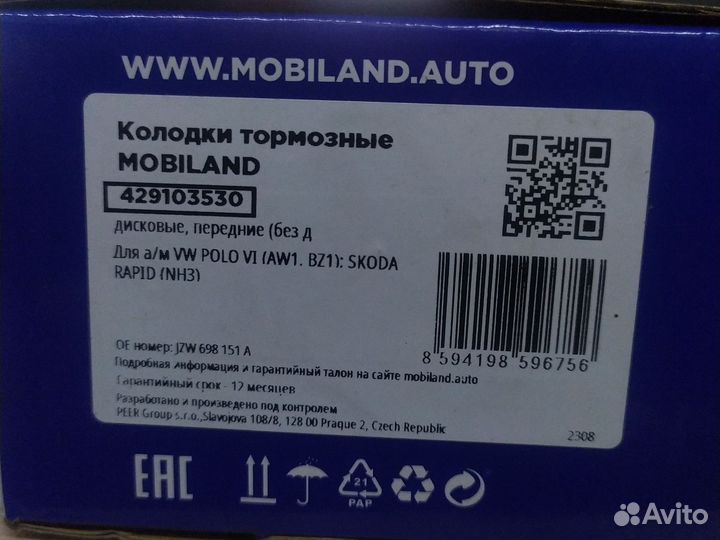 WWW.MOBILAND.AUTO
Колодки тормозные
MOBILAND
429103530
дисковые, передние (без д
Для а/м VW POLO VI (AW1, BZ1); SKODA
RAPID (NH3)
OE номер: JZW 698 151 A
8 594198 596756
Подробная информация и гарантийный талон на сайте mobiland.auto
Гарантийный срок - 12 месяцев
Разработано и произведено под контролем
PEER Group s.r.o.,Slavojova 108/8, 128 00 Praque 2, Czech Republic
2308
EAC
21
PAP
Avito